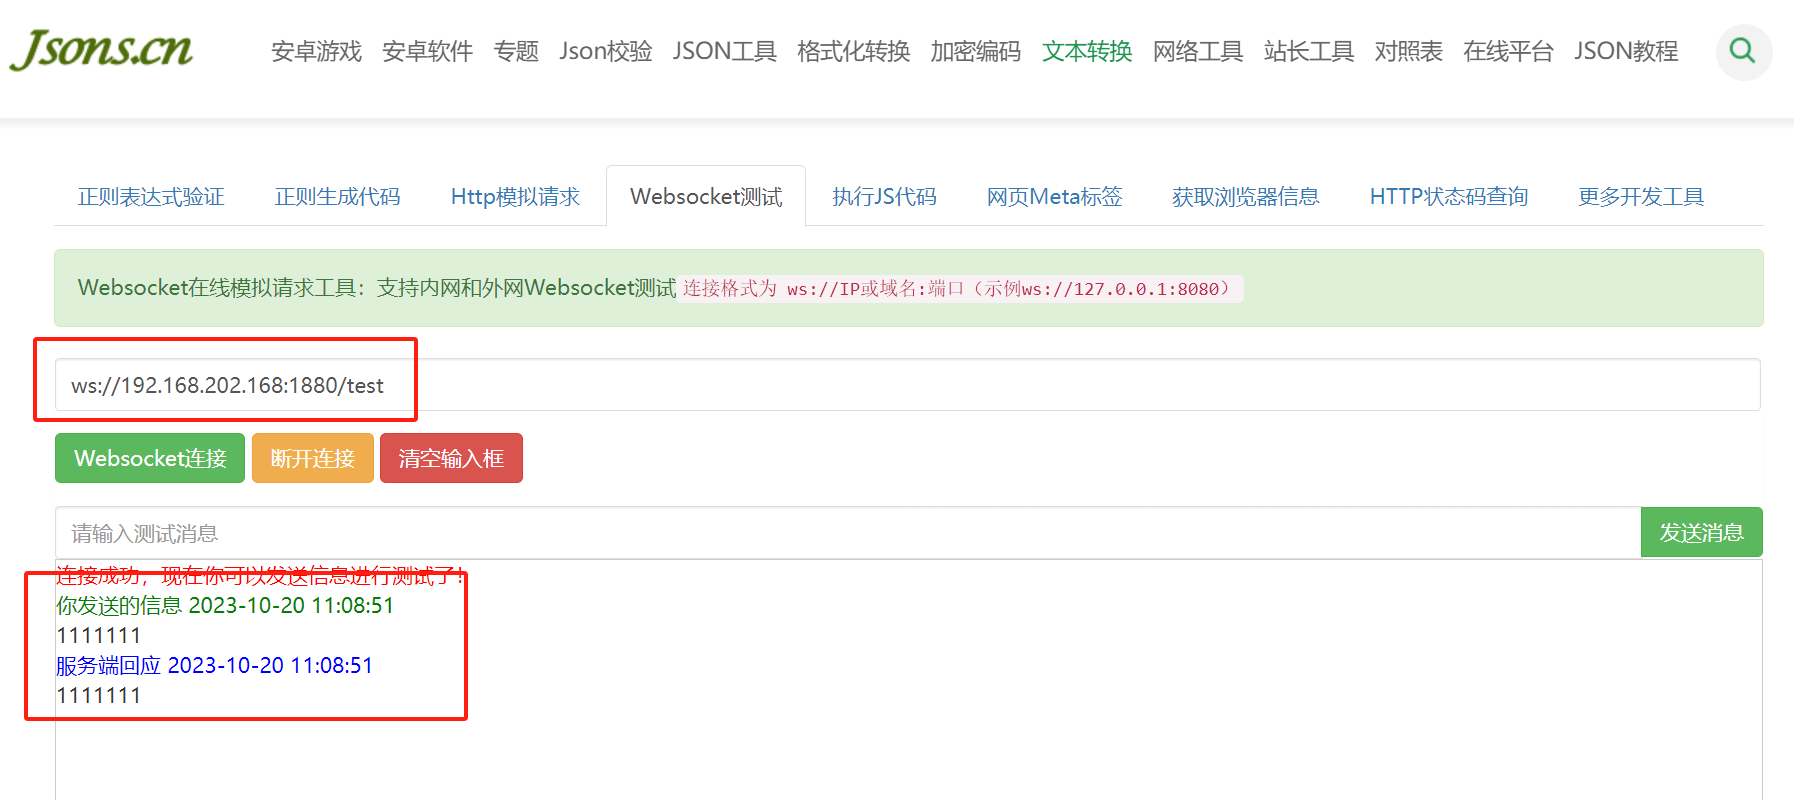 Jsons.cn
安卓游戏 安卓软件 专题 Json校验 JSON工具 格式化转换 加密编码 文本转换 网络工具 站长工具 对照表 在线平台 JSON教程
正则表达式验证 正则生成代码 Http模拟请求 Websocket测试 执行JS代码 网页Meta标签 获取浏览器信息 HTTP状态码查询 更多开发工具
Websocket在线模拟请求工具：支持内网和外网Websocket测试 连接格式为 ws://IP或域名:端口（示例ws://127.0.0.1:8080）
ws://192.168.202.168:1880/test
Websocket连接 断开连接 清空输入框
请输入测试消息 发送消息
连接成功，现在你可以发送信息进行测试了!
你发送的信息 2023-10-20 11:08:51
1111111
服务端回应 2023-10-20 11:08:51
1111111